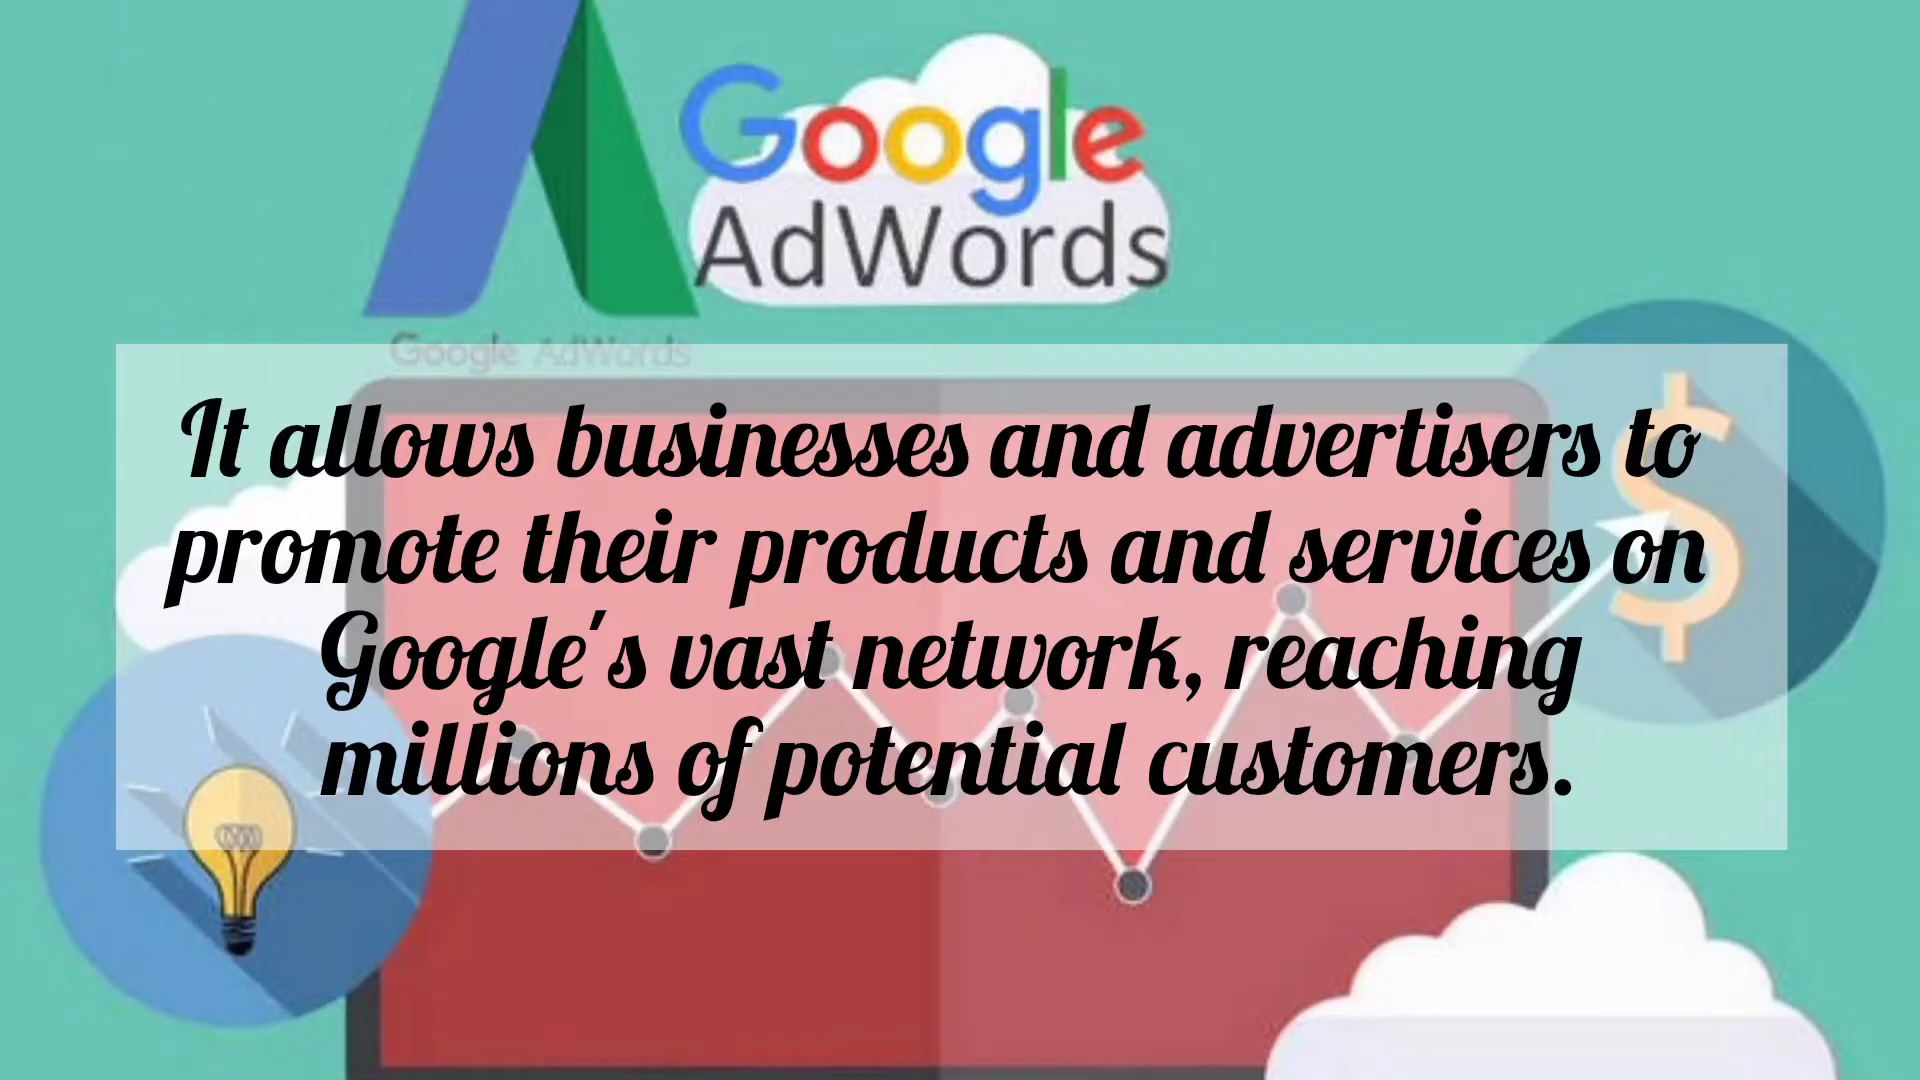 Google
AdWords
Google AdWords
It allows businesses and advertisers to
promote their products and services on
Google's vast network, reaching
millions of potential customers.